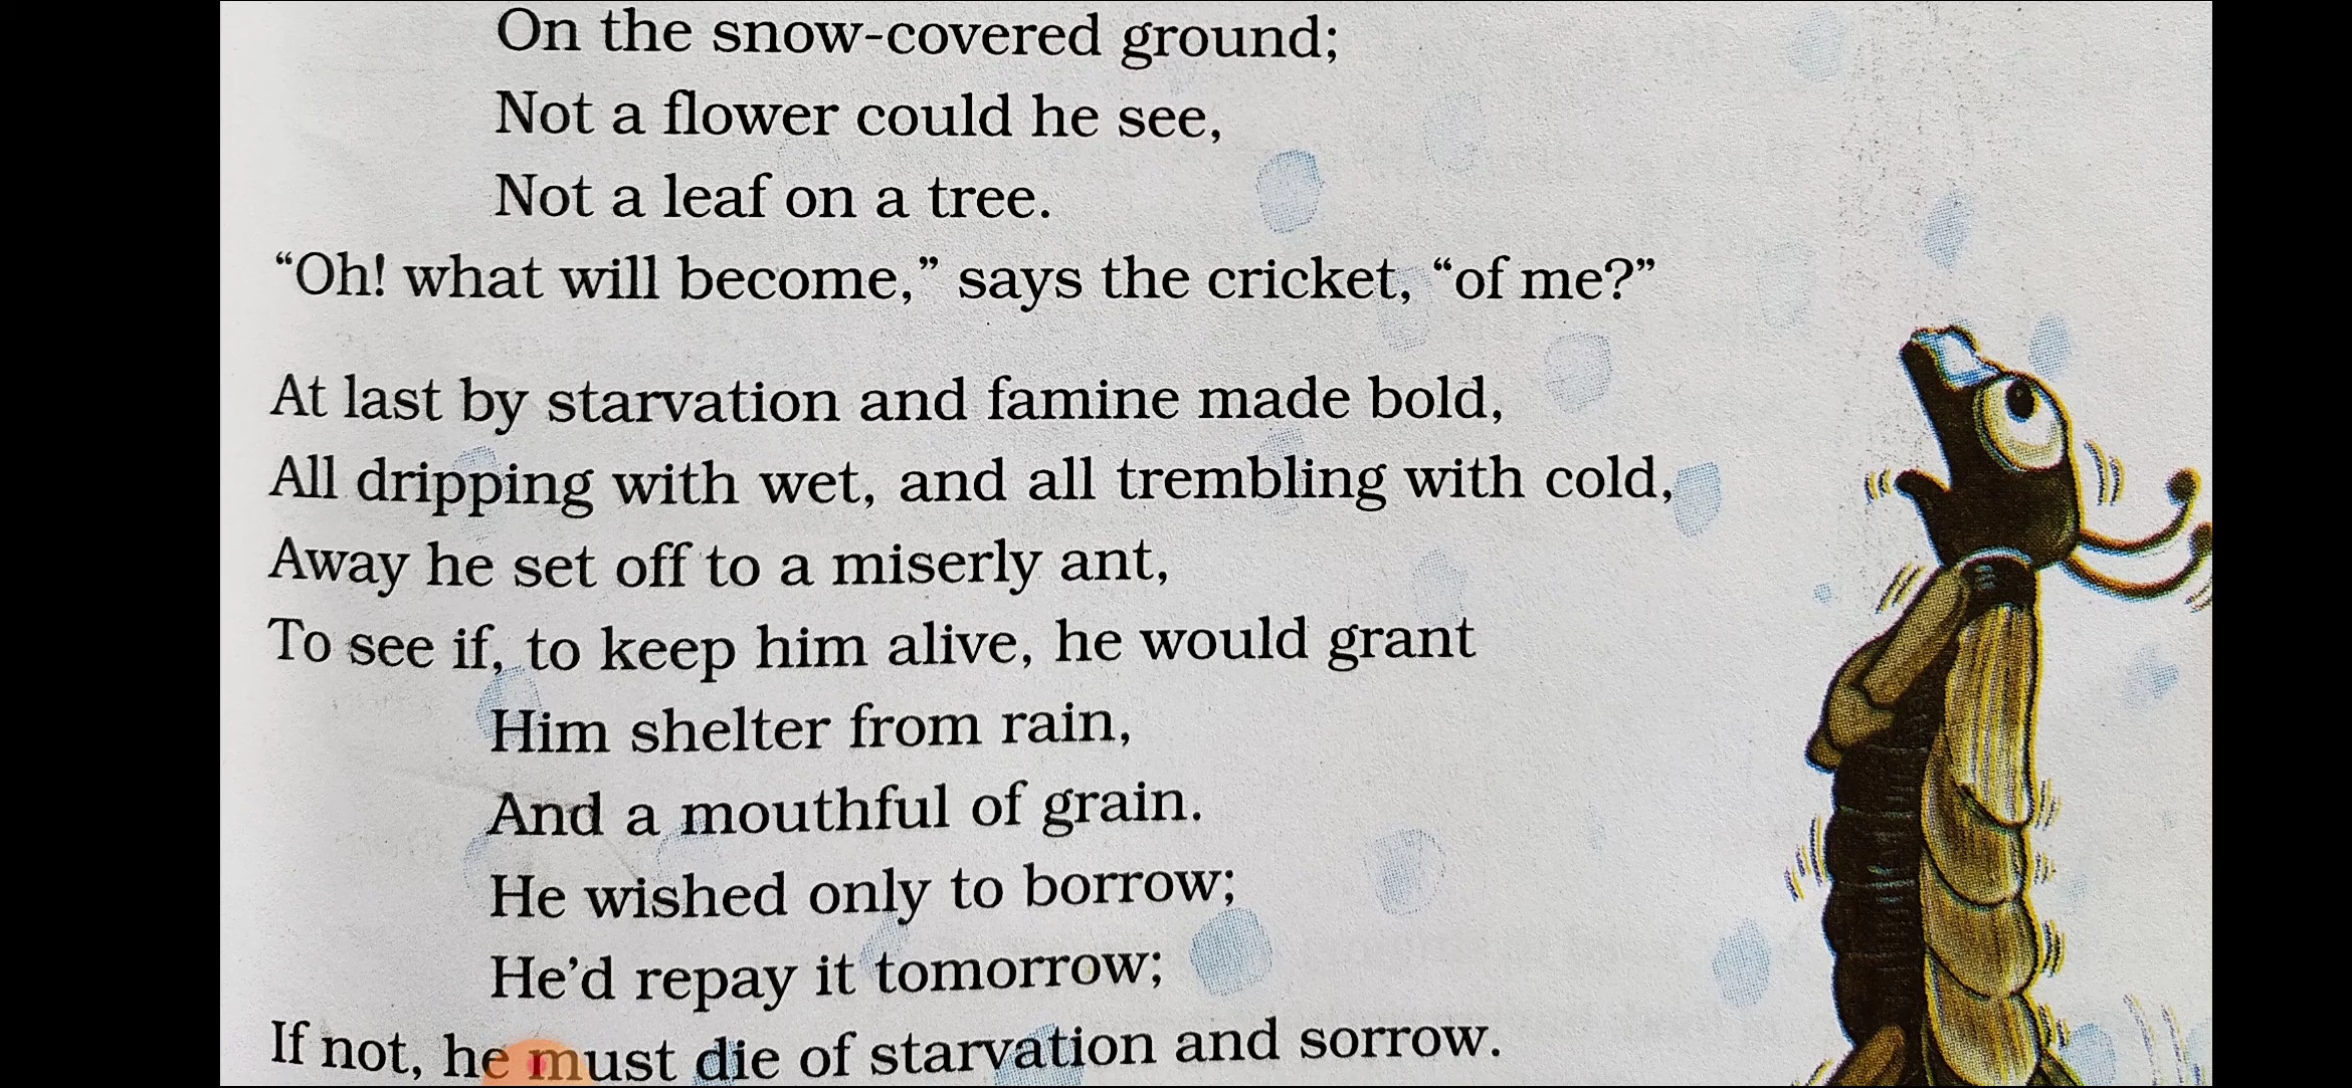 On the snow-covered ground;
Not a flower could he see,
Not a leaf on a tree.
“Oh! what will become,” says the cricket, “of me?”
At last by starvation and famine made bold,
All dripping with wet, and all trembling with cold,
Away he set off to a miserly ant,
To see if, to keep him alive, he would grant
Him shelter from rain,
And a mouthful of grain.
He wished only to borrow;
He’d repay it tomorrow;
If not, he must die of starvation and sorrow.